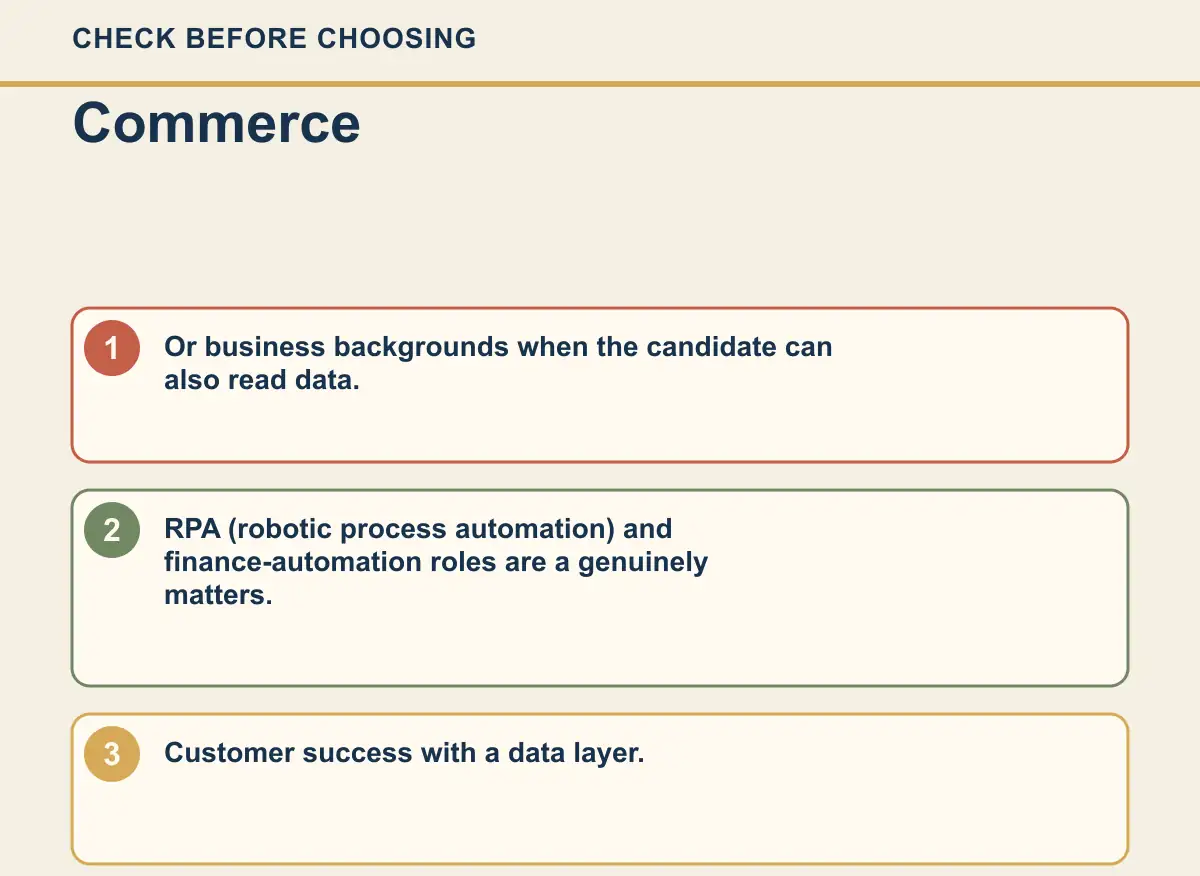 CHECK BEFORE CHOOSING
Commerce
1
Or business backgrounds when the candidate can
also read data.
2
RPA (robotic process automation) and
finance-automation roles are a genuinely
matters.
3
Customer success with a data layer.